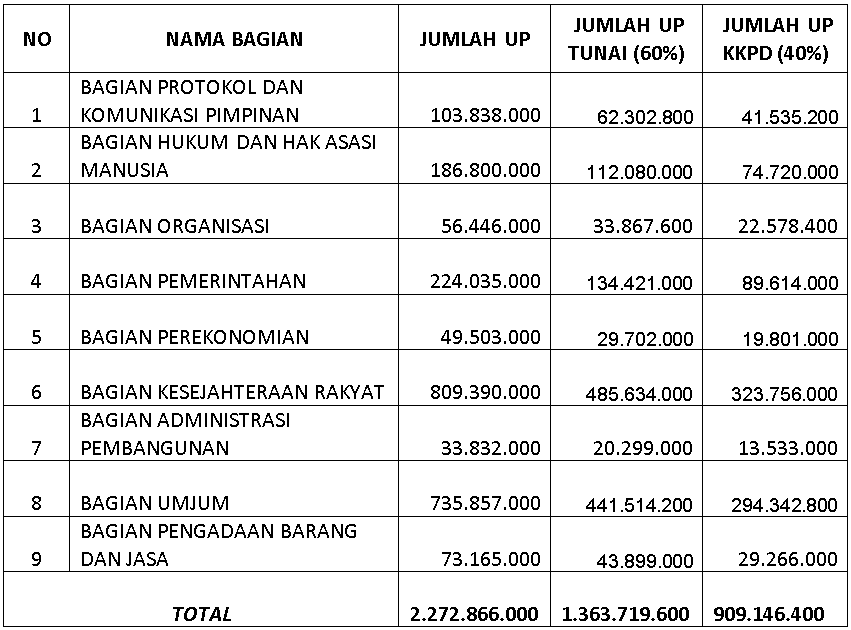 NO NAMA BAGIAN JUMLAH UP JUMLAH UP TUNAI (60%) JUMLAH UP KKPD (40%)
1 BAGIAN PROTOKOL DAN KOMUNIKASI PIMPINAN 103.838.000 62.302.800 41.535.200
2 BAGIAN HUKUM DAN HAK ASASI MANUSIA 186.800.000 112.080.000 74.720.000
3 BAGIAN ORGANISASI 56.446.000 33.867.600 22.578.400
4 BAGIAN PEMERINTAHAN 224.035.000 134.421.000 89.614.000
5 BAGIAN PEREKONOMIAN 49.503.000 29.702.000 19.801.000
6 BAGIAN KESEJAHTERAAN RAKYAT 809.390.000 485.634.000 323.756.000
7 BAGIAN ADMINISTRASI PEMBANGUNAN 33.832.000 20.299.000 13.533.000
8 BAGIAN UMJUM 735.857.000 441.514.200 294.342.800
9 BAGIAN PENGADAAN BARANG DAN JASA 73.165.000 43.899.000 29.266.000
TOTAL 2.272.866.000 1.363.719.600 909.146.400